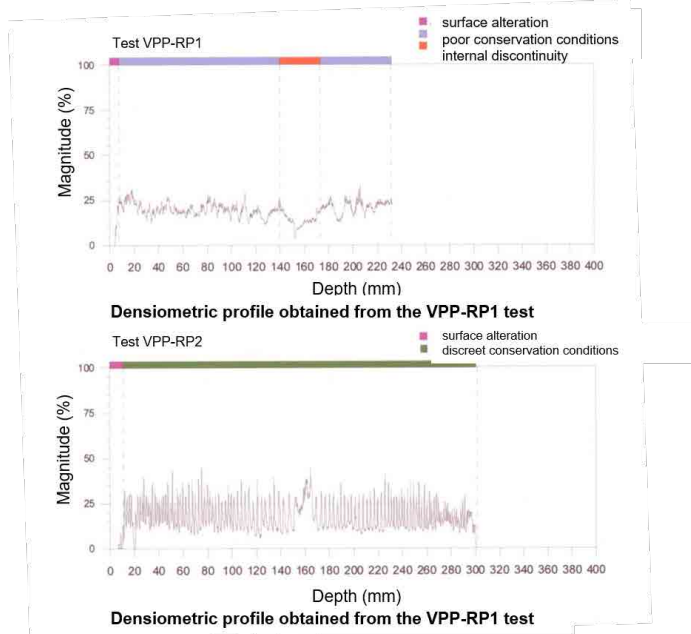 surface alteration
Test VPP-RP1
poor conservation conditions
internal discontinuity
100
75
50
25
0
Magnitude (%)
0 20 40 60 80 100 120 140 160 180 200 220 240 260 280 300 320 340 360 380 400
Depth (mm)
Densiometric profile obtained from the VPP-RP1 test
Test VPP-RP2
surface alteration
discreet conservation conditions
100
75
50
25
0
Magnitude (%)
0 20 40 60 80 100 120 140 160 180 200 220 240 260 280 300 320 340 360 380 400
Depth (mm)
Densiometric profile obtained from the VPP-RP1 test